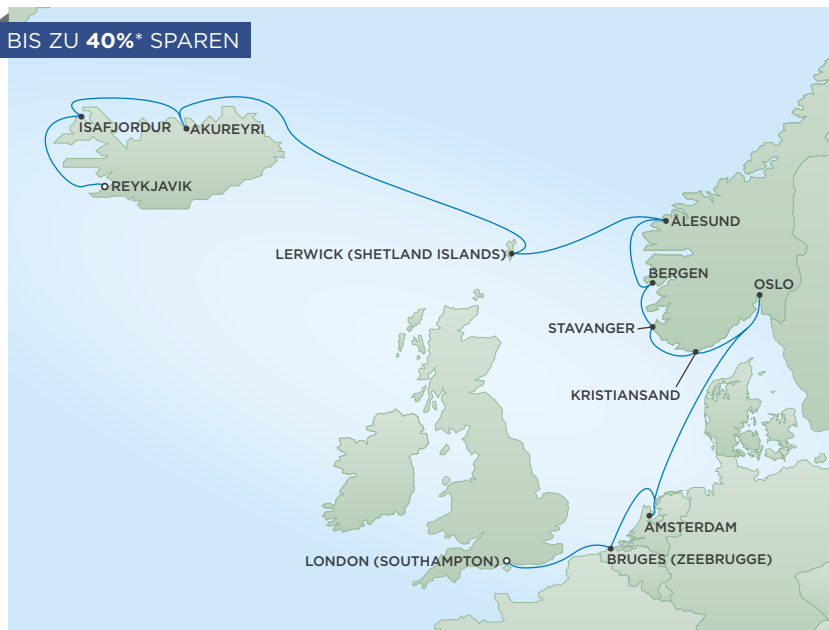 BIS ZU 40%* SPAREN
ISAFJORDUR
AKUREYRI
REYKJAVIK
ÅLESUND
LERWICK (SHETLAND ISLANDS)
BERGEN
OSLO
STAVANGER
KRISTIANSAND
AMSTERDAM
LONDON (SOUTHAMPTON)
BRUGES (ZEEBRUGGE)